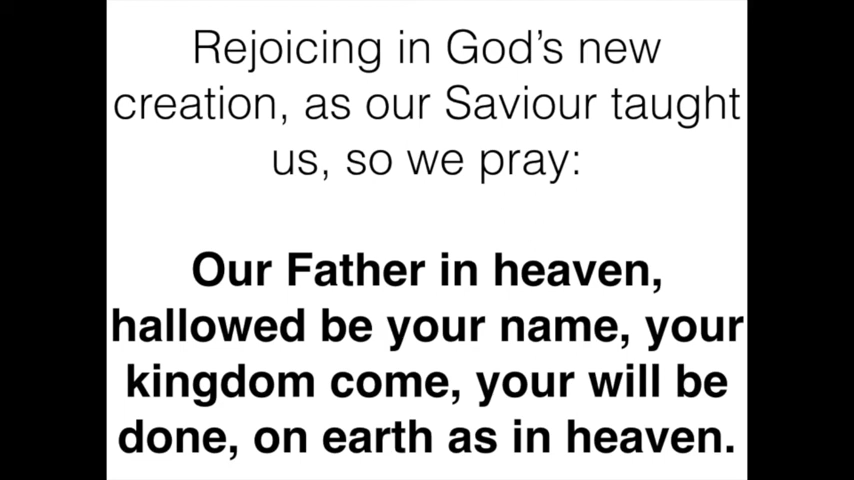 Rejoicing in God’s new
creation, as our Saviour taught
us, so we pray:
Our Father in heaven,
hallowed be your name, your
kingdom come, your will be
done, on earth as in heaven.